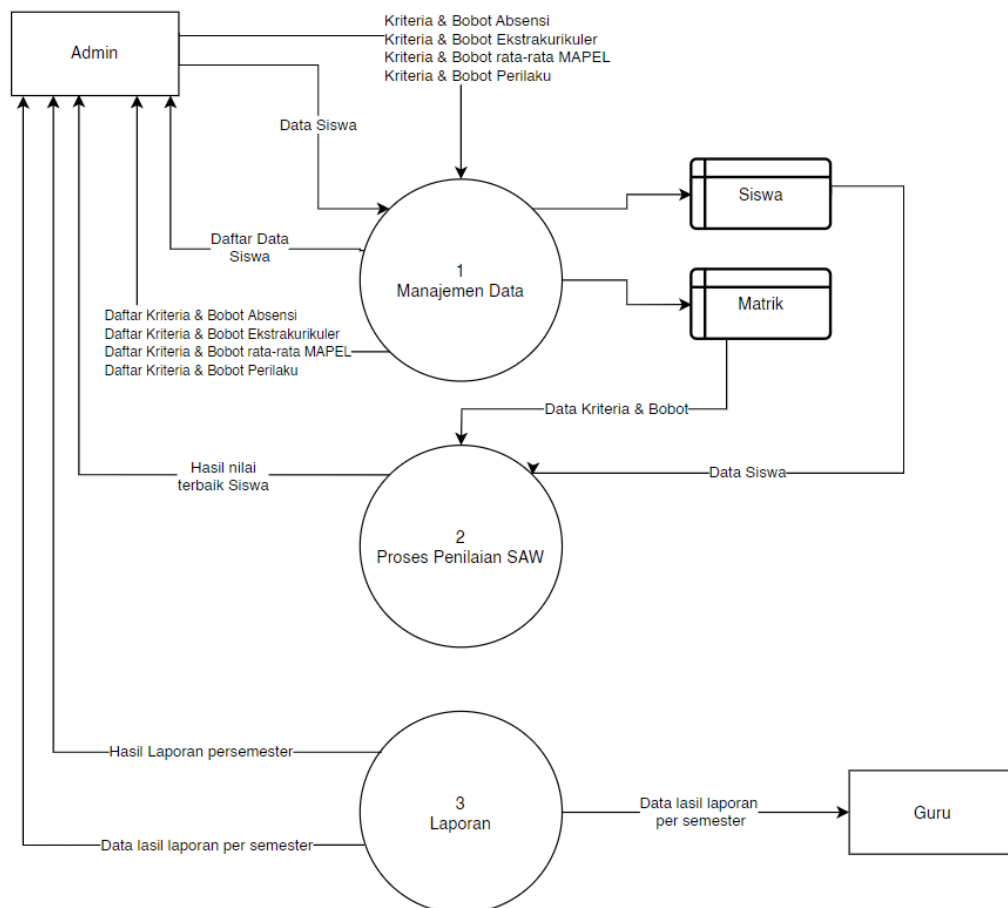 Admin
Kriteria & Bobot Absensi
Kriteria & Bobot Ekstrakurikuler
Kriteria & Bobot rata-rata MAPEL
Kriteria & Bobot Perilaku
Data Siswa
Siswa
Daftar Data
Siswa
1
Manajemen Data
Matrik
Daftar Kriteria & Bobot Absensi
Daftar Kriteria & Bobot Ekstrakurikuler
Daftar Kriteria & Bobot rata-rata MAPEL
Daftar Kriteria & Bobot Perilaku
Data Kriteria & Bobot
Hasil nilai
terbaik Siswa
Data Siswa
2
Proses Penilaian SAW
Hasil Laporan persemester
3
Laporan
Data lasil laporan
per semester
Guru
Data lasil laporan per semester